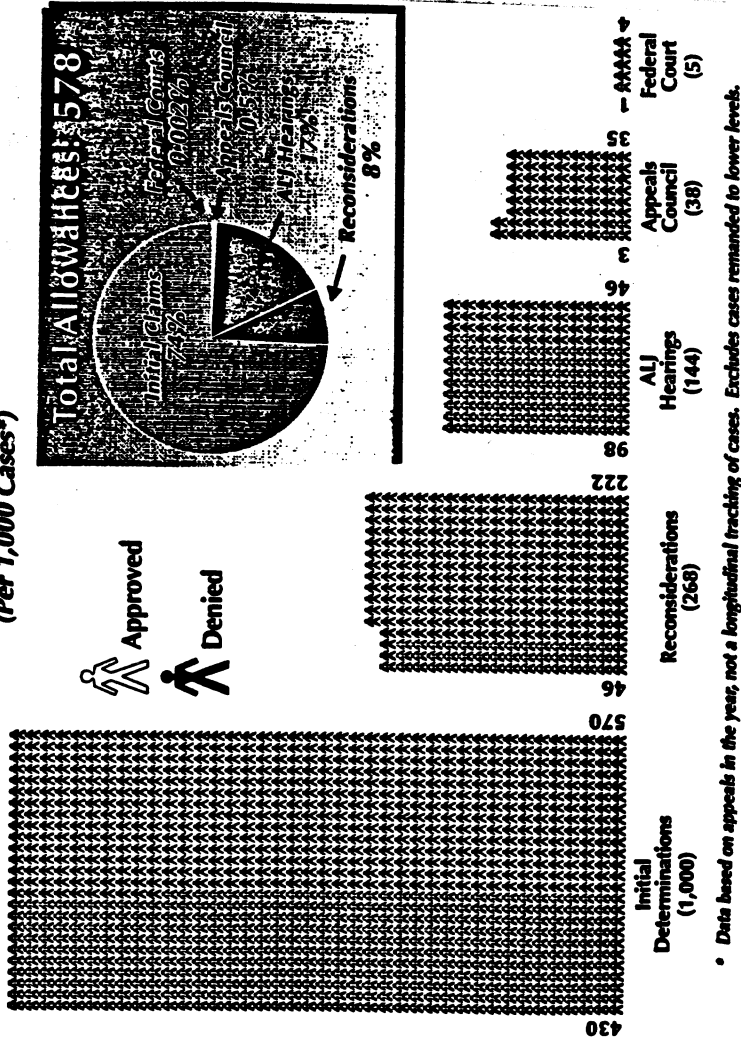 (Per 1,000 Cases*)
Approved
Denied
Total Allowances: 578
Initial Claims
74%
Federal Courts
0.002%
Appeals Council
0.5%
ALJ Hearings
17%
Reconsiderations
8%
430
570
Initial
Determinations
(1,000)
46
222
Reconsiderations
(268)
98
46
ALJ
Hearings
(144)
3
35
Appeals
Council
(38)
1
4
Federal
Court
(5)
* Data based on appeals in the year, not a longitudinal tracking of cases. Excludes cases remanded to lower levels.